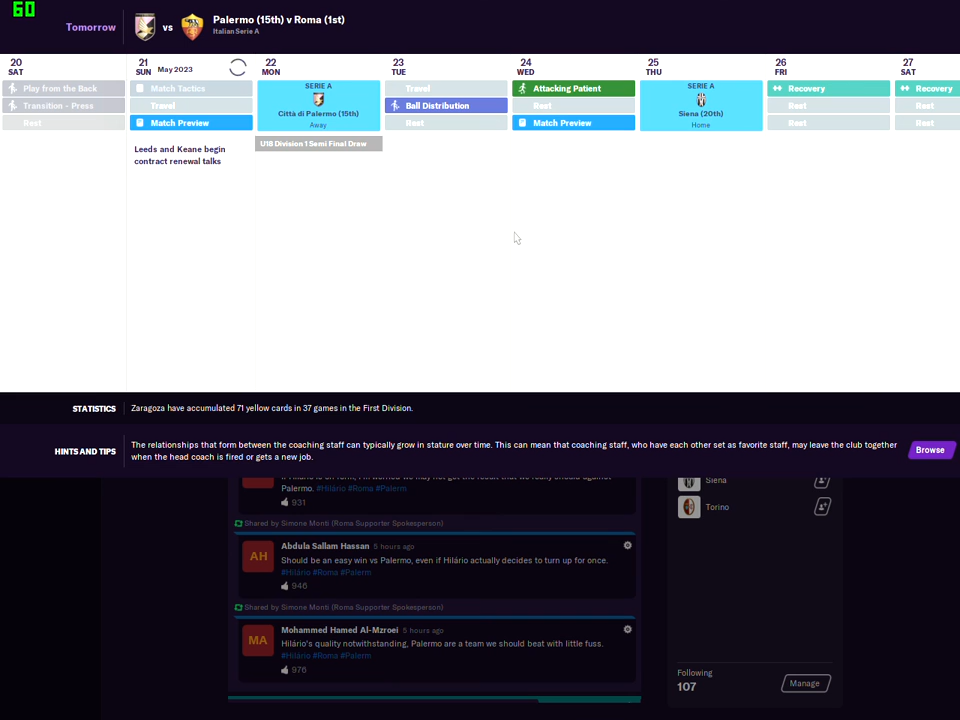 60
Tomorrow
vs
Palermo (15th) v Roma (1st)
Italian Serie A
20
SAT
21
SUN May 2023
22
MON
23
TUE
24
WED
25
THU
26
FRI
27
SAT
Play from the Back
Transition - Press
Rest
Match Tactics
Travel
Match Preview
SERIE A
Città di Palermo (15th)
Away
Travel
Ball Distribution
Rest
Attacking Patient
Rest
Match Preview
SERIE A
Siena (20th)
Home
Recovery
Rest
Rest
Recovery
Rest
Rest
Leeds and Keane begin
contract renewal talks
U18 Division 1 Semi Final Draw
STATISTICS
Zaragoza have accumulated 71 yellow cards in 37 games in the First Division.
HINTS AND TIPS
The relationships that form between the coaching staff can typically grow in stature over time. This can mean that coaching staff, who have each other set as favorite staff, may leave the club together
when the head coach is fired or gets a new job.
Browse
Palermo. #Hilário #Roma #Palerm
931
Shared by Simone Monti (Roma Supporter Spokesperson)
AH
Abdula Sallam Hassan 5 hours ago
Should be an easy win vs Palermo, even if Hilário actually decides to turn up for once.
#Hilário #Roma #Palerm
946
Shared by Simone Monti (Roma Supporter Spokesperson)
MA
Mohammed Hamed Al-Mzroei 5 hours ago
Hilário's quality notwithstanding, Palermo are a team we should beat with little fuss.
#Hilário #Roma #Palerm
976
Siena
Torino
Following
107
Manage